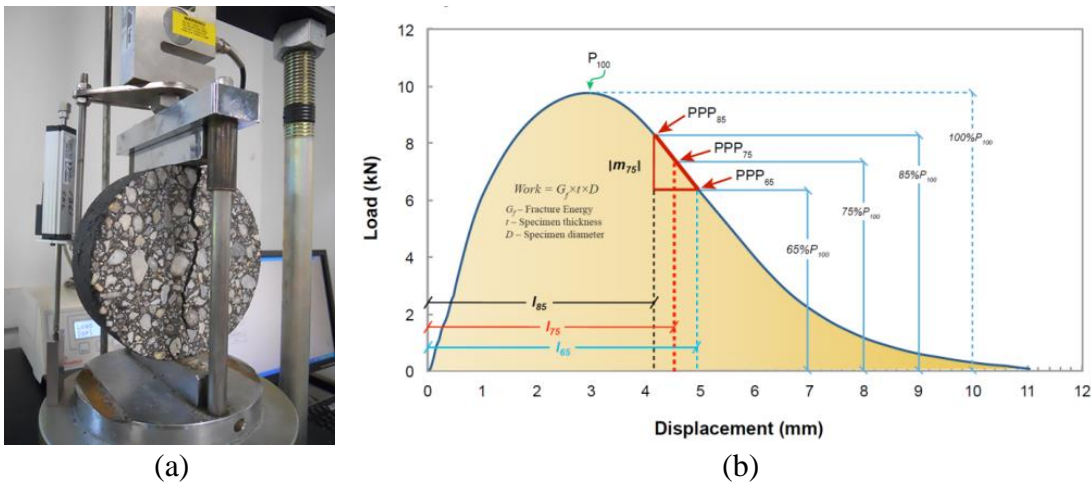 WARNING
Load
(a)
12
10
8
6
4
2
0
Load (kN)
P100
PPP85
PPP75
PPP65
|m75|
Work = Gf×t×D
Gf – Fracture Energy
t – Specimen thickness
D – Specimen diameter
100%P100
85%P100
75%P100
65%P100
l85
l75
l65
0 1 2 3 4 5 6 7 8 9 10 11 12
Displacement (mm)
(b)